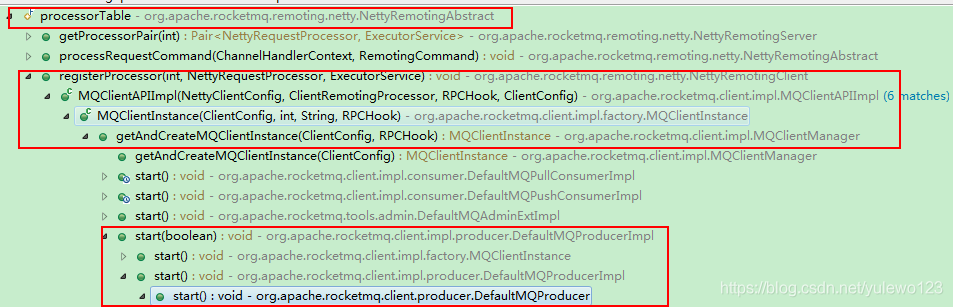 processorTable - org.apache.rocketmq.remoting.netty.NettyRemotingAbstract
getProcessorPair(int) : Pair<NettyRequestProcessor, ExecutorService> - org.apache.rocketmq.remoting.netty.NettyRemotingServer
processRequestCommand(ChannelHandlerContext, RemotingCommand) : void - org.apache.rocketmq.remoting.netty.NettyRemotingAbstract
registerProcessor(int, NettyRequestProcessor, ExecutorService) : void - org.apache.rocketmq.remoting.netty.NettyRemotingClient
MQClientAPIImpl(NettyClientConfig, ClientRemotingProcessor, RPCHook, ClientConfig) - org.apache.rocketmq.client.impl.MQClientAPIImpl (6 matches)
MQClientInstance(ClientConfig, int, String, RPCHook) - org.apache.rocketmq.client.impl.factory.MQClientInstance
getAndCreateMQClientInstance(ClientConfig, RPCHook) : MQClientInstance - org.apache.rocketmq.client.impl.MQClientManager
getAndCreateMQClientInstance(ClientConfig) : MQClientInstance - org.apache.rocketmq.client.impl.MQClientManager
start() : void - org.apache.rocketmq.client.impl.consumer.DefaultMQPullConsumerImpl
start() : void - org.apache.rocketmq.client.impl.consumer.DefaultMQPushConsumerImpl
start() : void - org.apache.rocketmq.tools.admin.DefaultMQAdminExtImpl
start(boolean) : void - org.apache.rocketmq.client.impl.producer.DefaultMQProducerImpl
start() : void - org.apache.rocketmq.client.impl.factory.MQClientInstance
start() : void - org.apache.rocketmq.client.impl.producer.DefaultMQProducerImpl
start() : void - org.apache.rocketmq.client.producer.DefaultMQProducer
https://blog.csdn.net/yulewo123